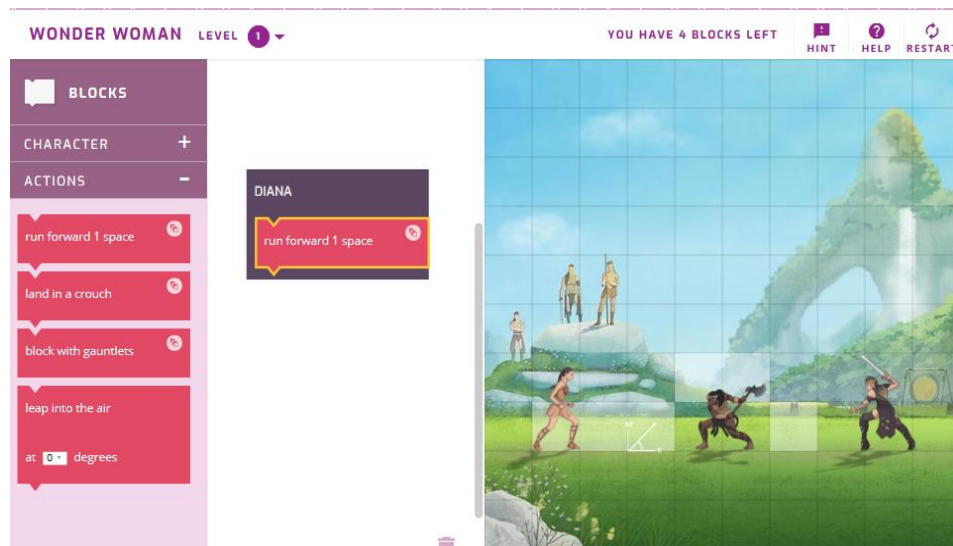 WONDER WOMAN LEVEL 1
YOU HAVE 4 BLOCKS LEFT
HINT
HELP
RESTART
BLOCKS
CHARACTER +
ACTIONS -
run forward 1 space
land in a crouch
block with gauntlets
leap into the air
at 0 degrees
DIANA
run forward 1 space